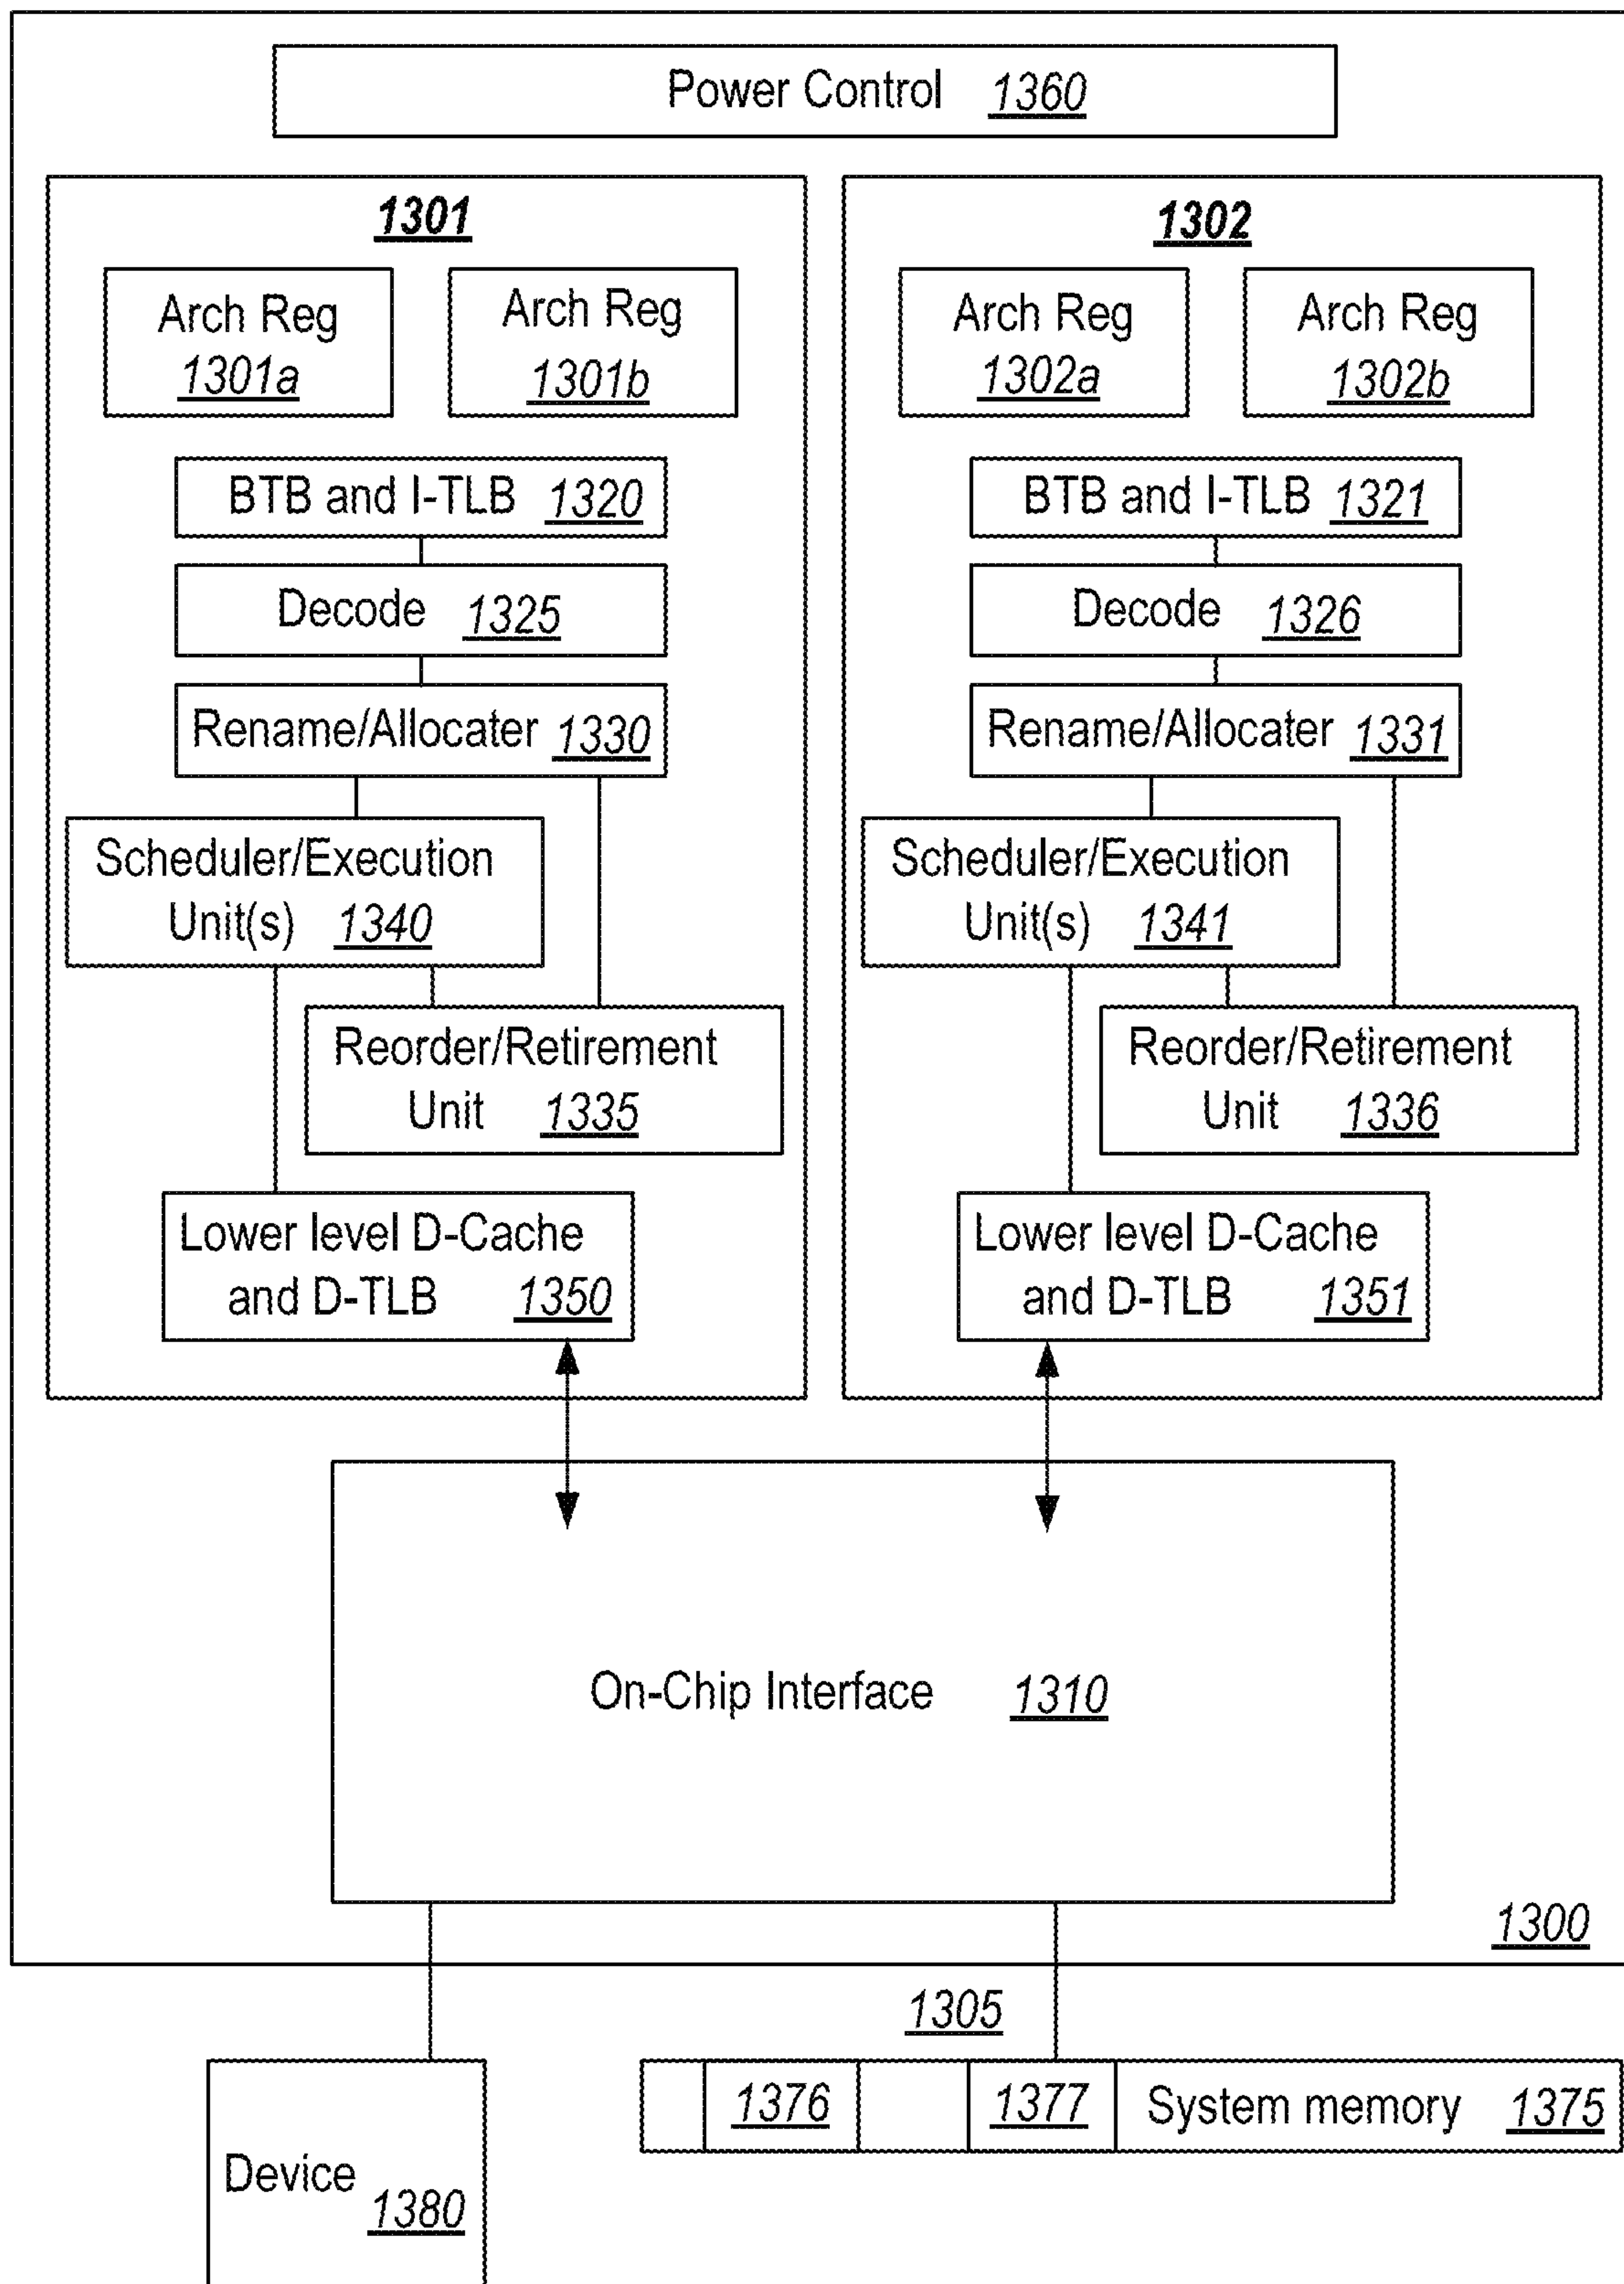 Power Control 1360
1301
Arch Reg
1301a
Arch Reg
1301b
BTB and I-TLB 1320
Decode 1325
Rename/Allocater 1330
Scheduler/Execution
Unit(s) 1340
Reorder/Retirement
Unit 1335
Lower level D-Cache
and D-TLB 1350
1302
Arch Reg
1302a
Arch Reg
1302b
BTB and I-TLB 1321
Decode 1326
Rename/Allocater 1331
Scheduler/Execution
Unit(s) 1341
Reorder/Retirement
Unit 1336
Lower level D-Cache
and D-TLB 1351
On-Chip Interface 1310
1300
1305
1376 1377 System memory 1375
Device 1380